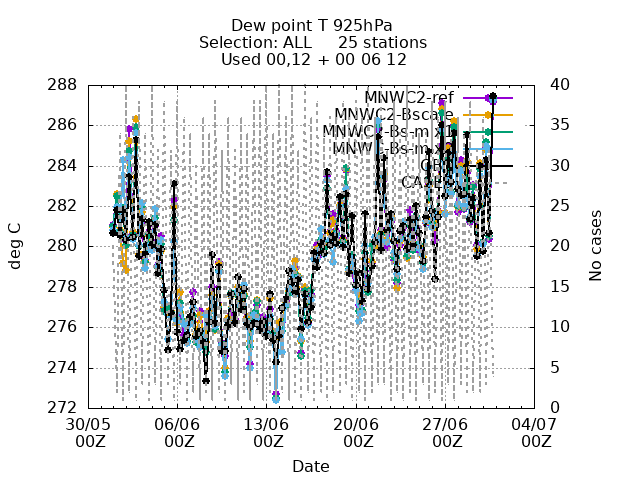 Dew point T 925hPa
Selection: ALL 25 stations
Used 00,12 + 00 06 12
288
286
284
282
280
278
276
274
272
40
35
30
25
20
15
10
5
0
deg C
No cases
MNWC2-ref
MNWC2-Bscale
30/05 06/06 13/06 20/06 27/06 04/07
00Z 00Z 00Z 00Z 00Z 00Z
Date